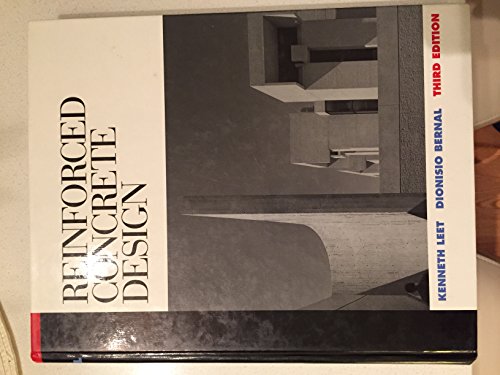 REINFORCED
CONCRETE
DESIGN
KENNETH LEET DIONISIO BERNAL THIRD EDITION